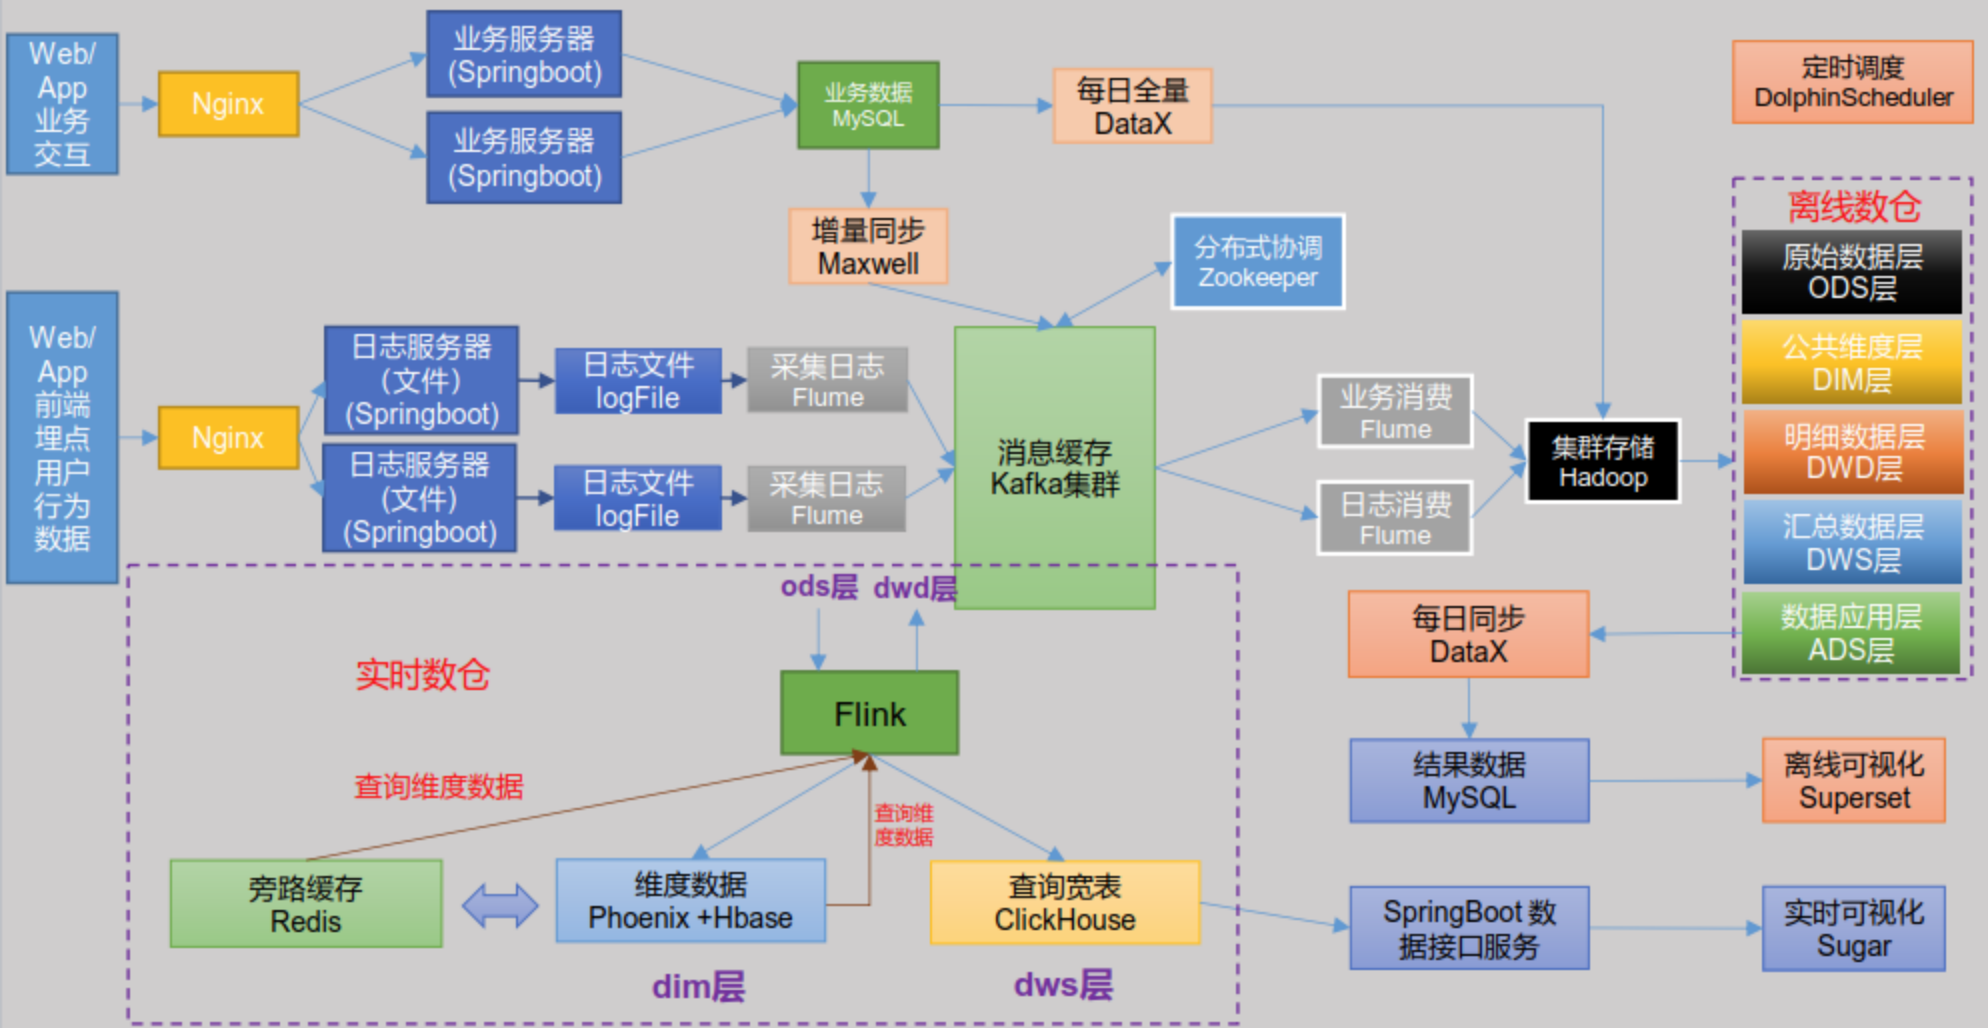 Web/
App
业务
交互
Nginx
业务服务器
(Springboot)
业务服务器
(Springboot)
业务数据
MySQL
每日全量
DataX
定时调度
DolphinScheduler
增量同步
Maxwell
分布式协调
Zookeeper
Web/
App
前端
埋点
用户
行为
数据
Nginx
日志服务器
（文件）
(Springboot)
日志服务器
(文件)
(Springboot)
日志文件
logFile
日志文件
logFile
采集日志
Flume
采集日志
Flume
消息缓存
Kafka集群
业务消费
Flume
日志消费
Flume
集群存储
Hadoop
离线数仓
原始数据层
ODS层
公共维度层
DIM层
明细数据层
DWD层
汇总数据层
DWS层
数据应用层
ADS层
每日同步
DataX
结果数据
MySQL
离线可视化
Superset
ods层 dwd层
实时数仓
Flink
查询维度数据
查询维
度数据
旁路缓存
Redis
维度数据
Phoenix +Hbase
查询宽表
ClickHouse
SpringBoot 数
据接口服务
实时可视化
Sugar
dim层
dws层